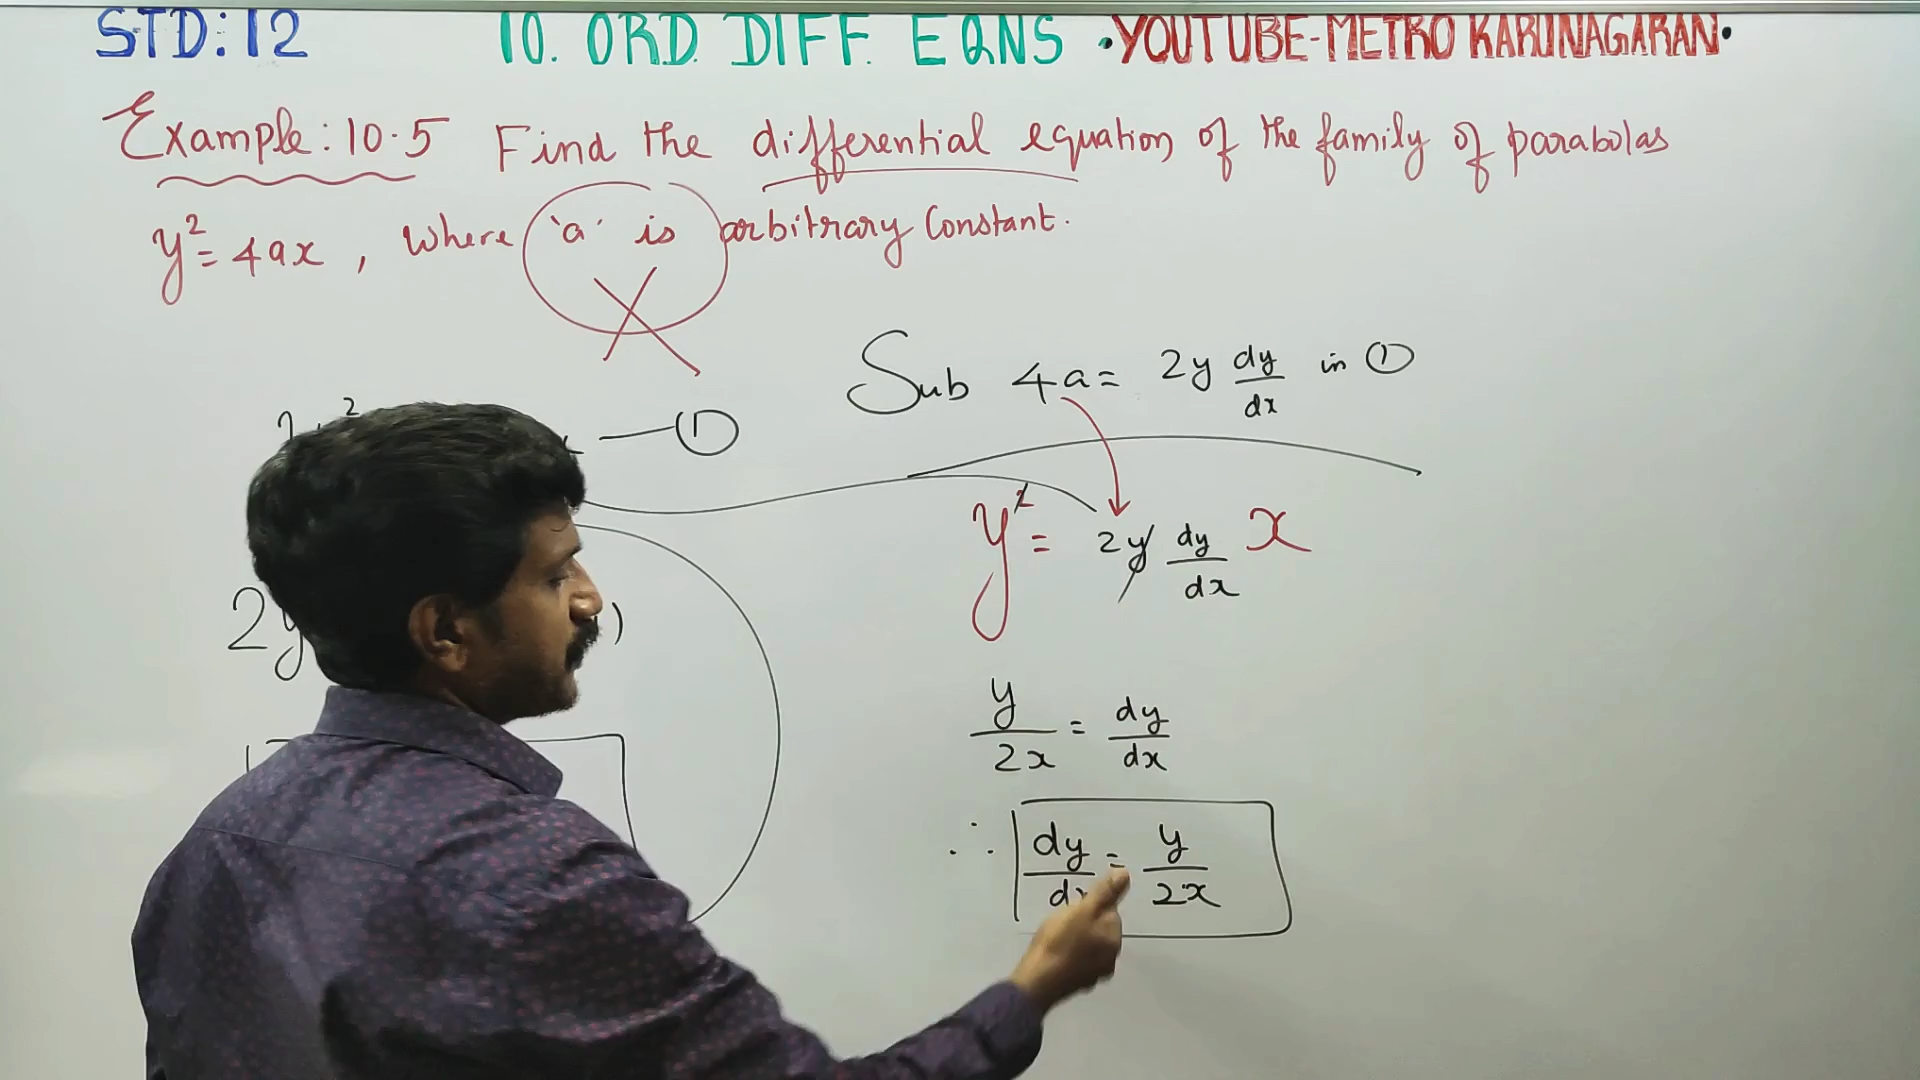 STD: 12 10. ORD. DIFF. EQNS •YOUTUBE-METRO KARUNAGARAN•
Example: 10.5 Find the differential equation of the family of parabolas
y² = 4ax, where 'a' is arbitrary Constant.
2 — ①
2y )
Sub 4a = 2y dy/dx in ①
y² = 2y dy/dx x
y/2x = dy/dx
∴ dy/dx = y/2x